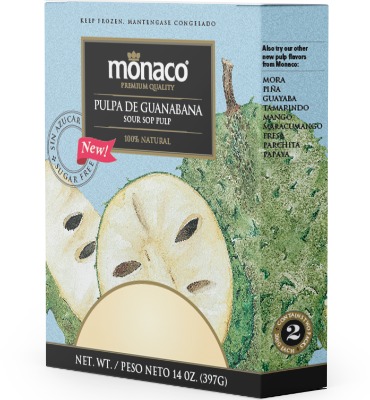 KEEP FROZEN. MANTENGASE CONGELADO
mónaco®
PREMIUM QUALITY
PULPA DE GUANABANA
SOUR SOP PULP
100% NATURAL
SIN AZUCAR
New!
SUGAR FREE
NET. WT. / PESO NETO 14 OZ. (397G)
Also try our other
new pulp flavors
from Monaco:
MORA
PIÑA
GUAYABA
TAMARINDO
MANGO
MARACUMANGO
FRESA
PARCHITA
PAPAYA
2